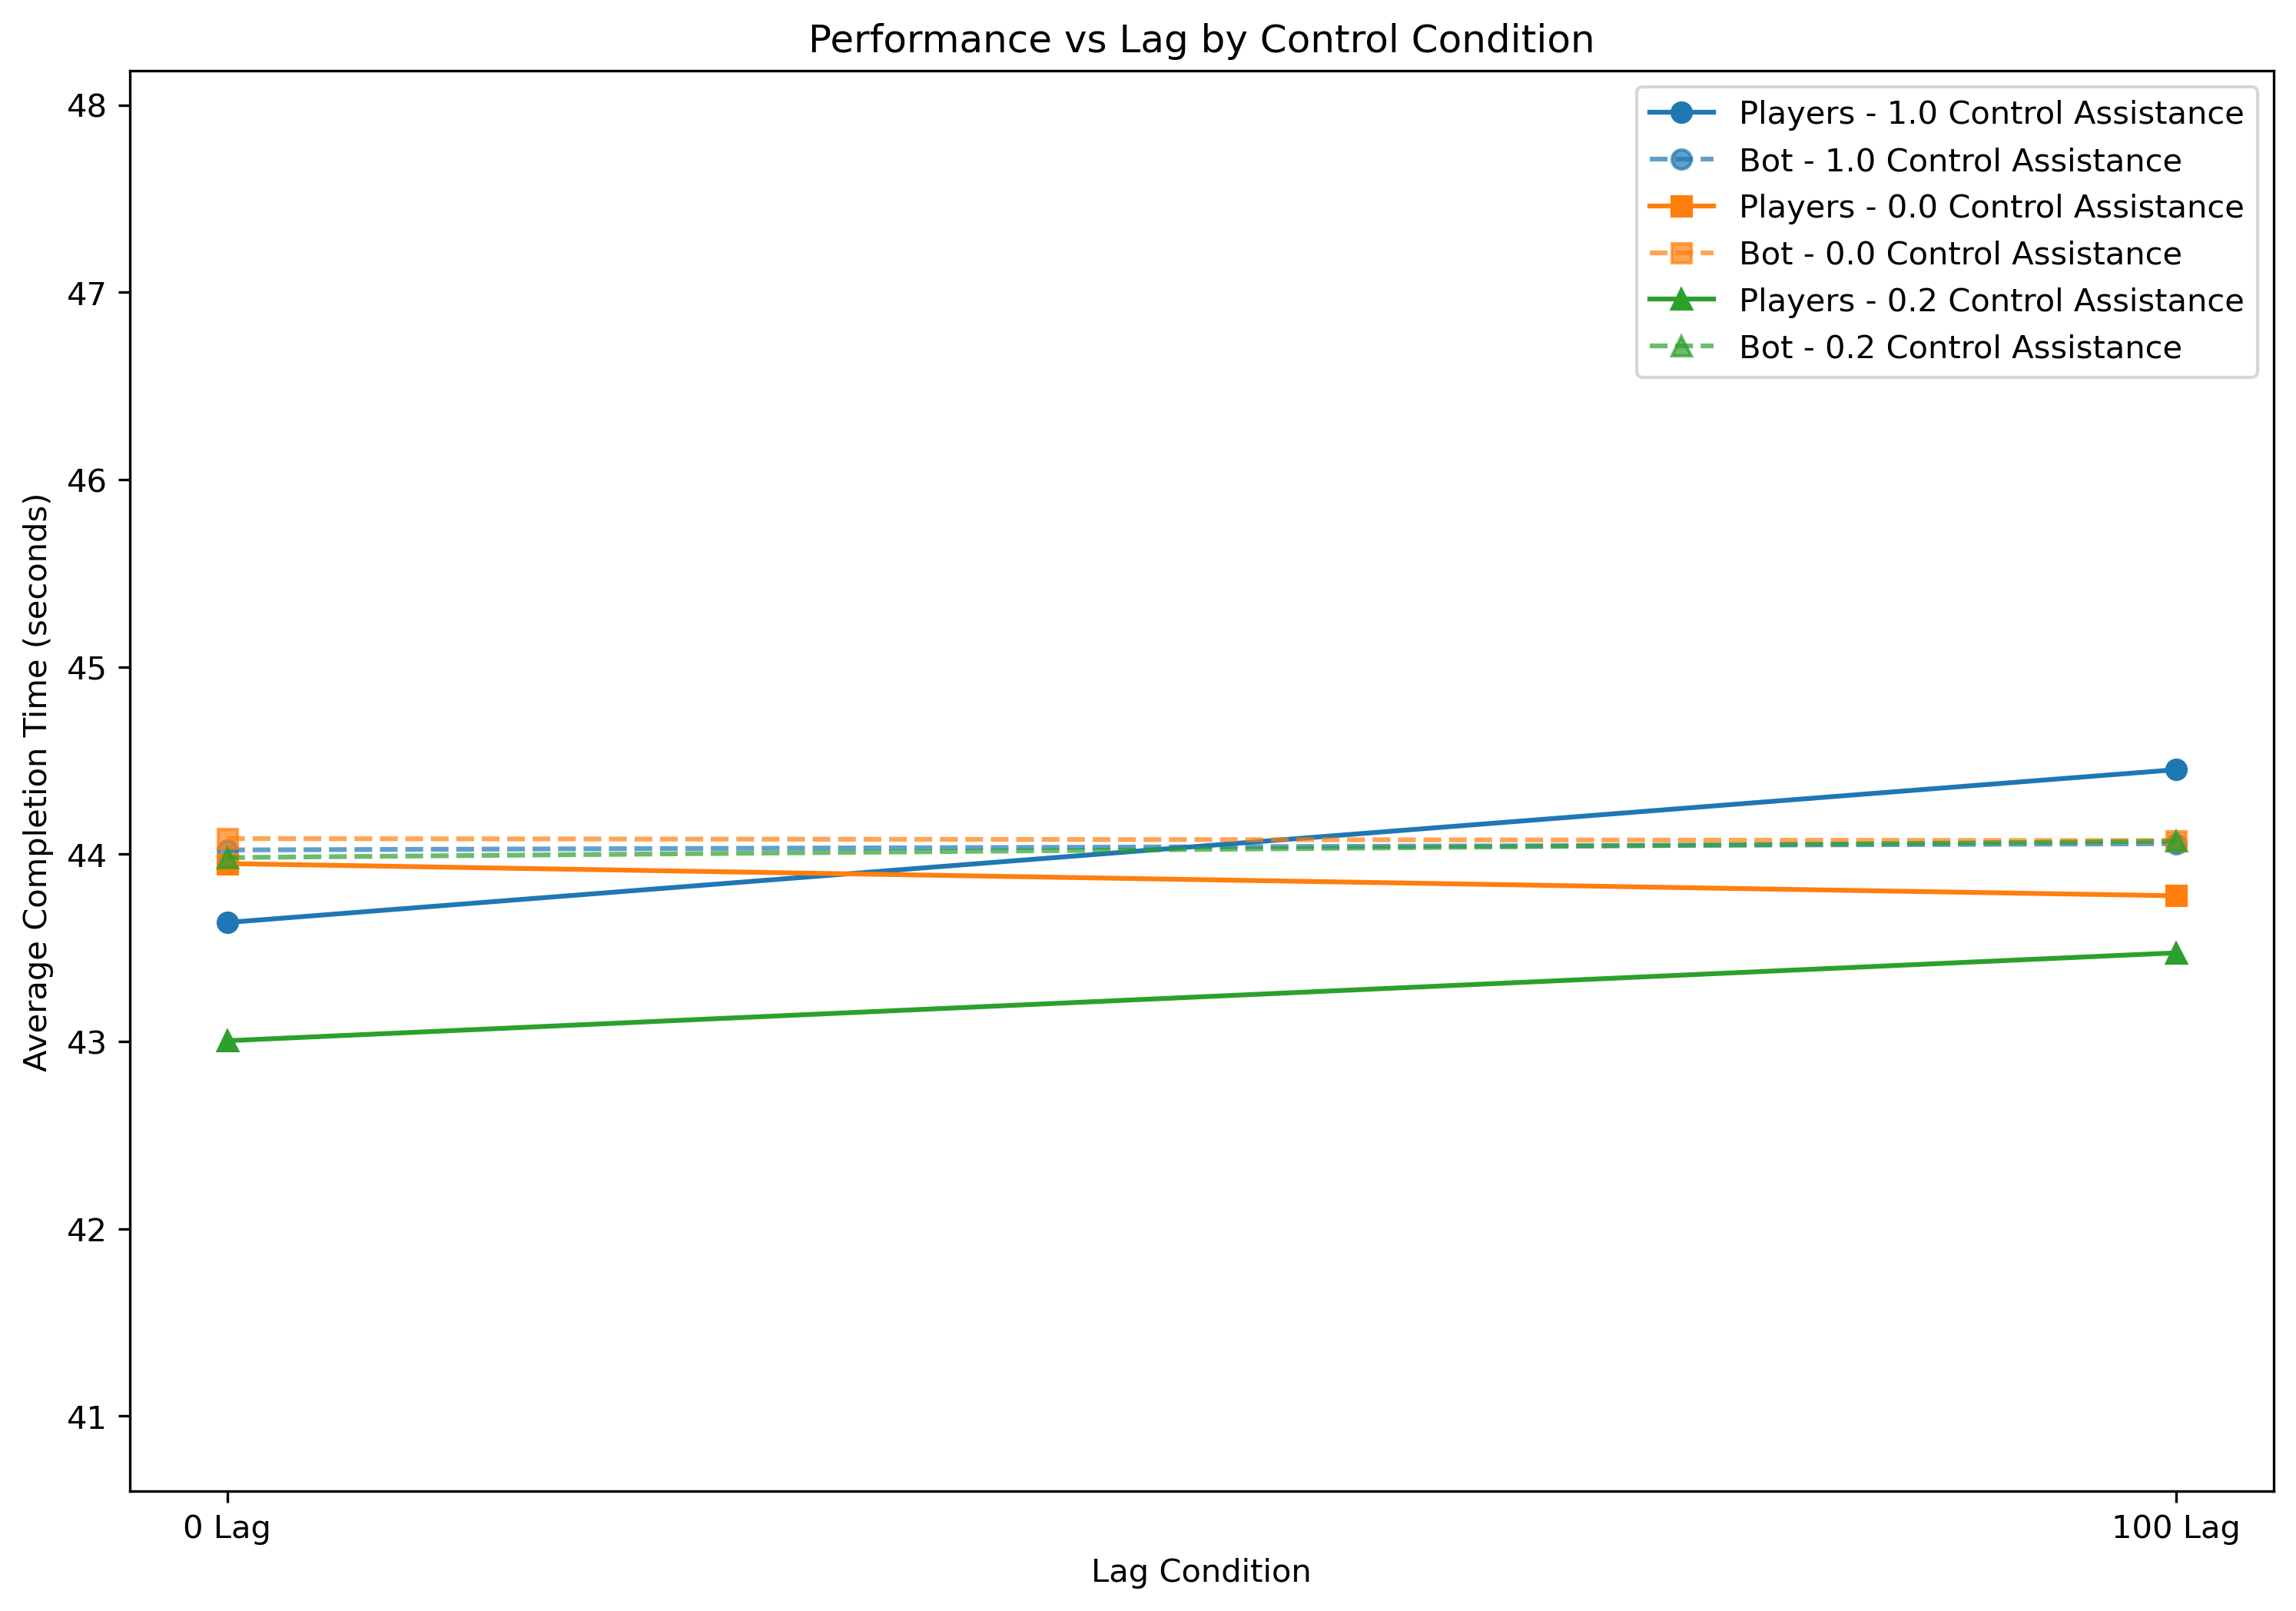 Performance vs Lag by Control Condition
Players - 1.0 Control Assistance
Bot - 1.0 Control Assistance
Players - 0.0 Control Assistance
Bot - 0.0 Control Assistance
Players - 0.2 Control Assistance
Bot - 0.2 Control Assistance
Average Completion Time (seconds)
48
47
46
45
44
43
42
41
0 Lag
100 Lag
Lag Condition